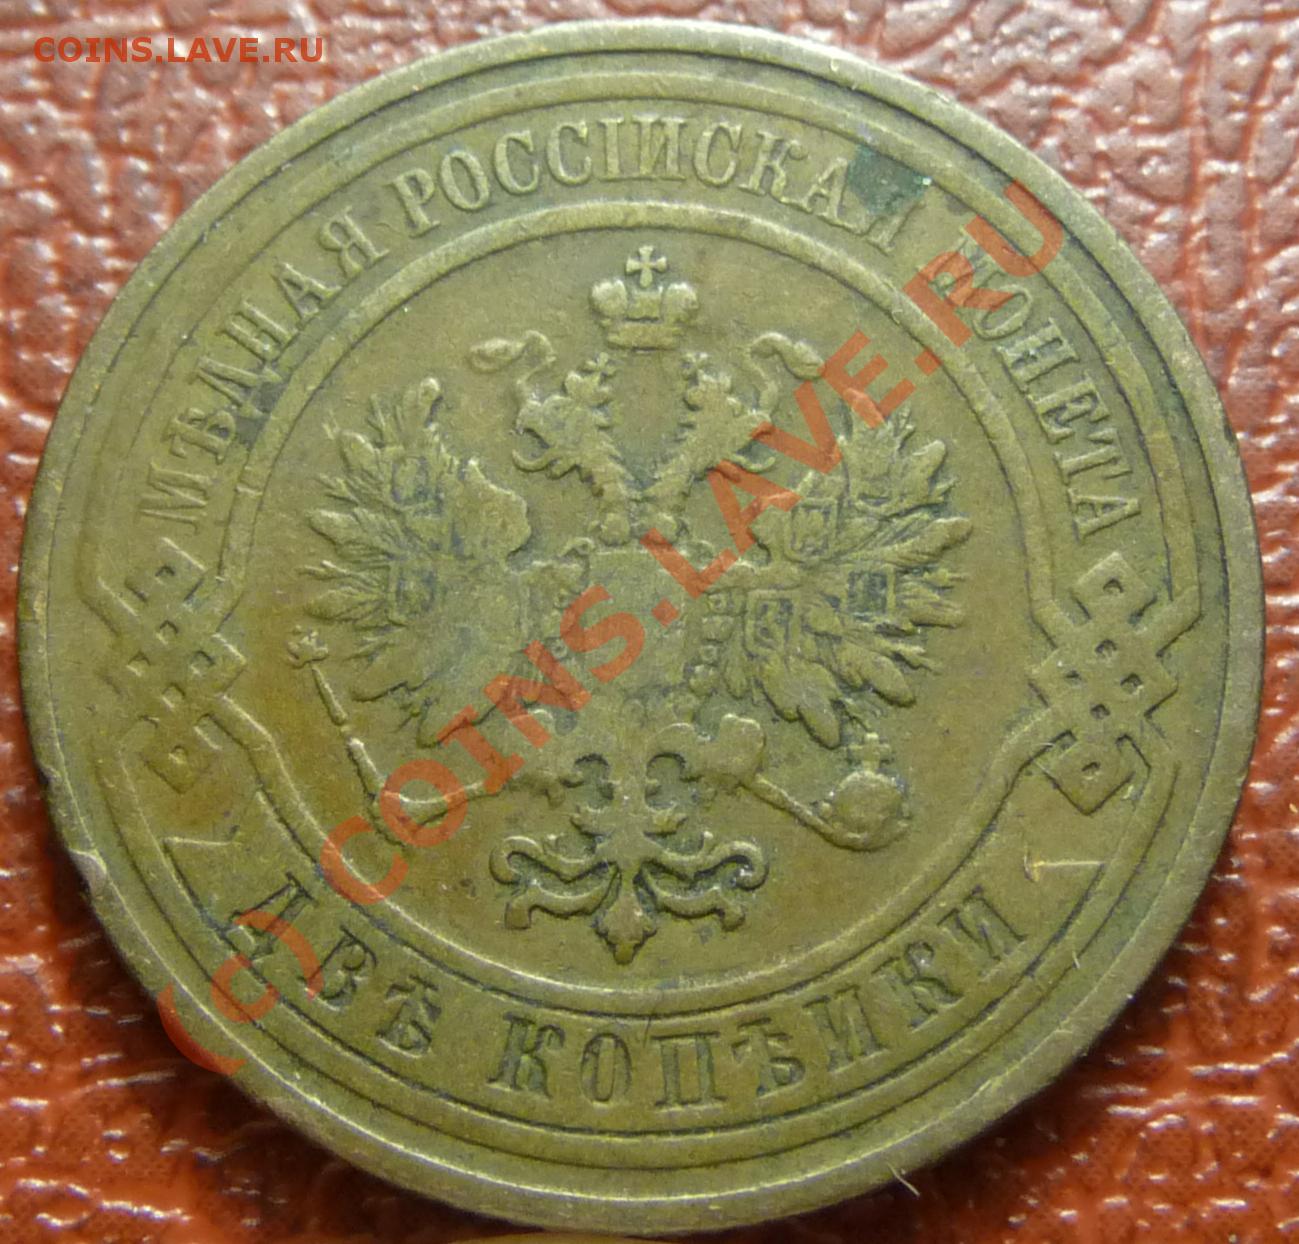 COINS.LAVE.RU
МѢДНАЯ РОССІЙСКАЯ МОНЕТА
ДВѢ КОПѢЙКИ
(c) COINS.LAVE.RU